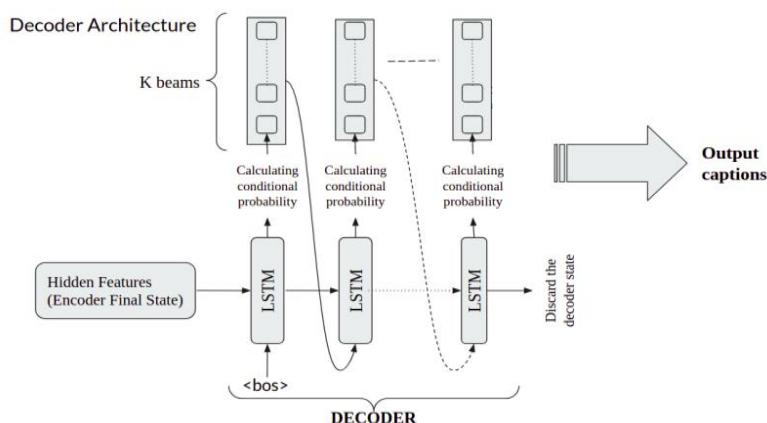 Decoder Architecture
K beams
Calculating
conditional
probability
Calculating
conditional
probability
Calculating
conditional
probability
Output
captions
Hidden Features
(Encoder Final State)
LSTM
LSTM
LSTM
Discard the
decoder state
<bos>
DECODER